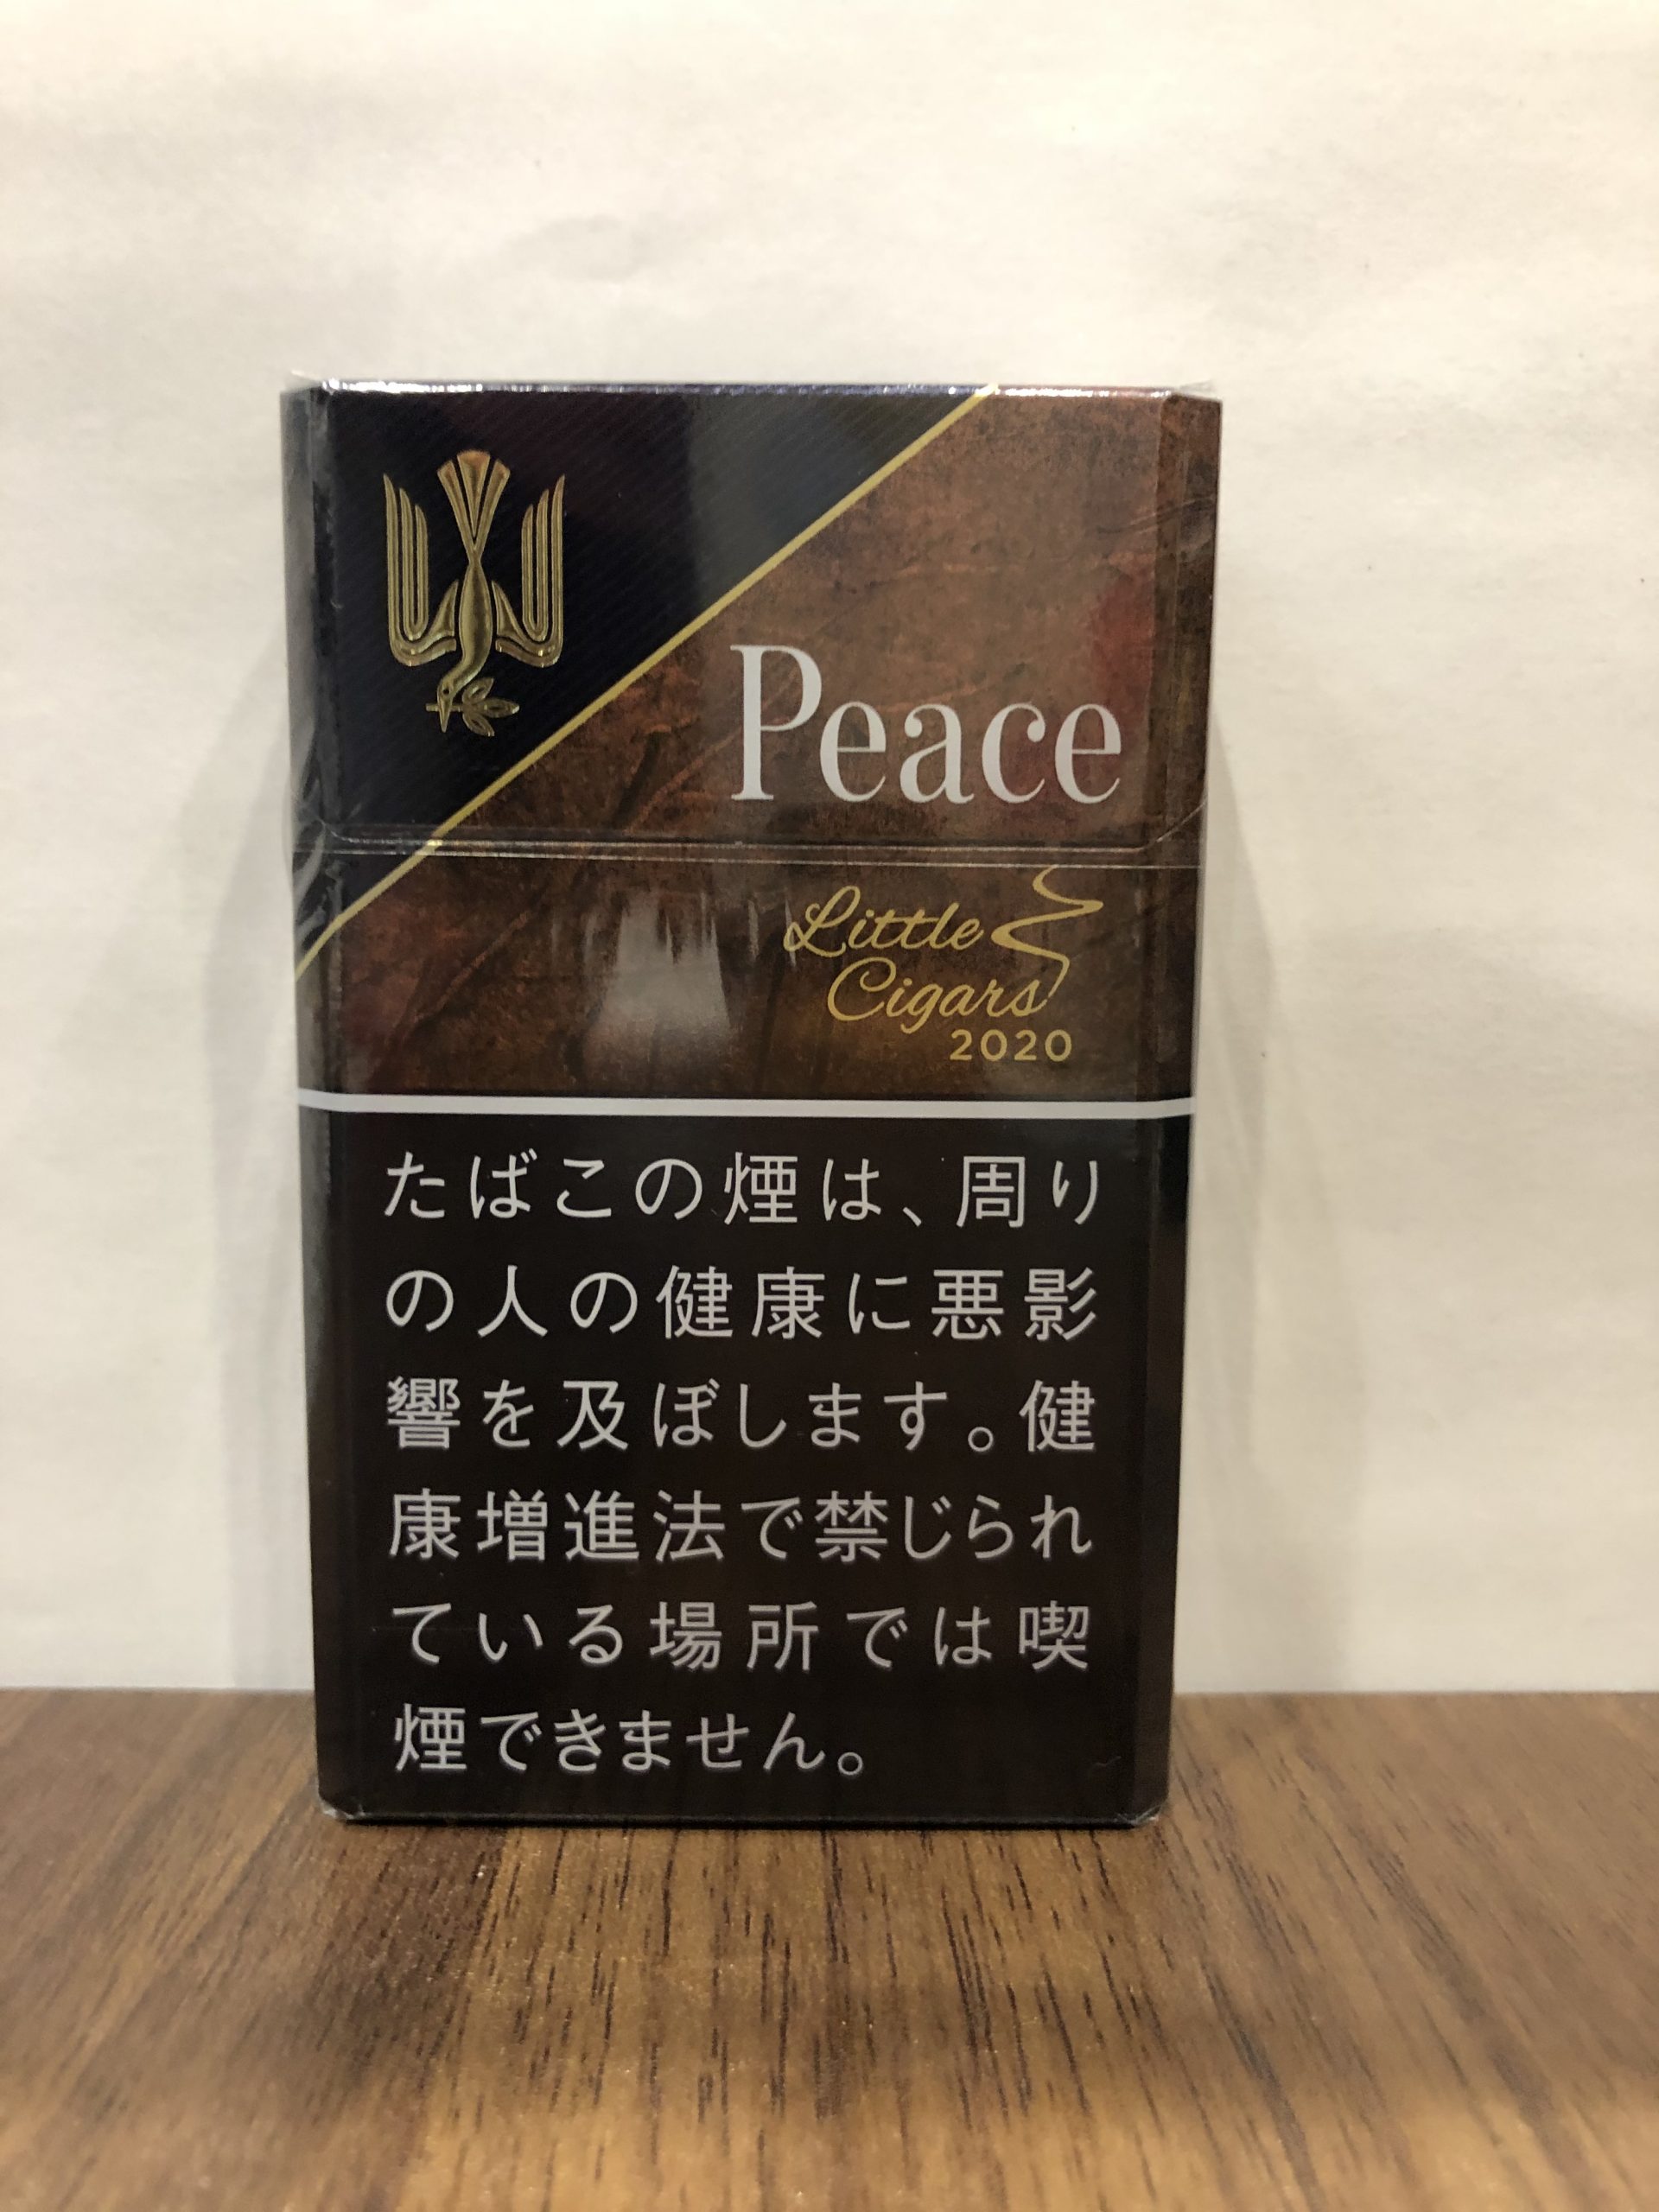 Peace
Little
Cigars
2020
たばこの煙は、周り
の人の健康に悪影
響を及ぼします。健
康増進法で禁じられ
ている場所では喫
煙できません。